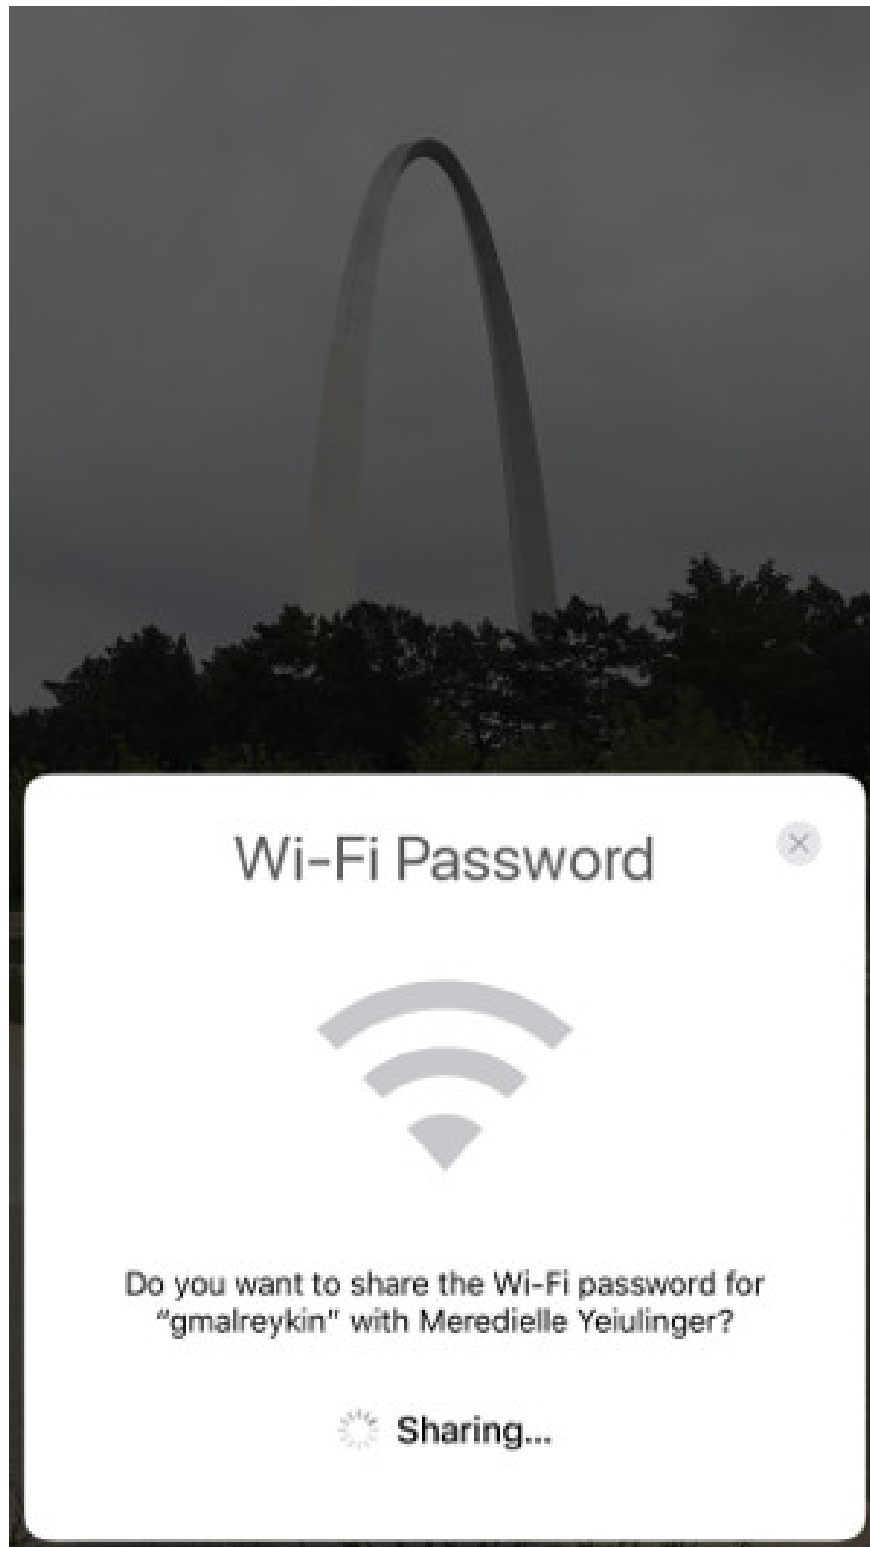 Wi-Fi Password
Do you want to share the Wi-Fi password for
“gmalreykin” with Meredielle Yeiulinger?
Sharing...